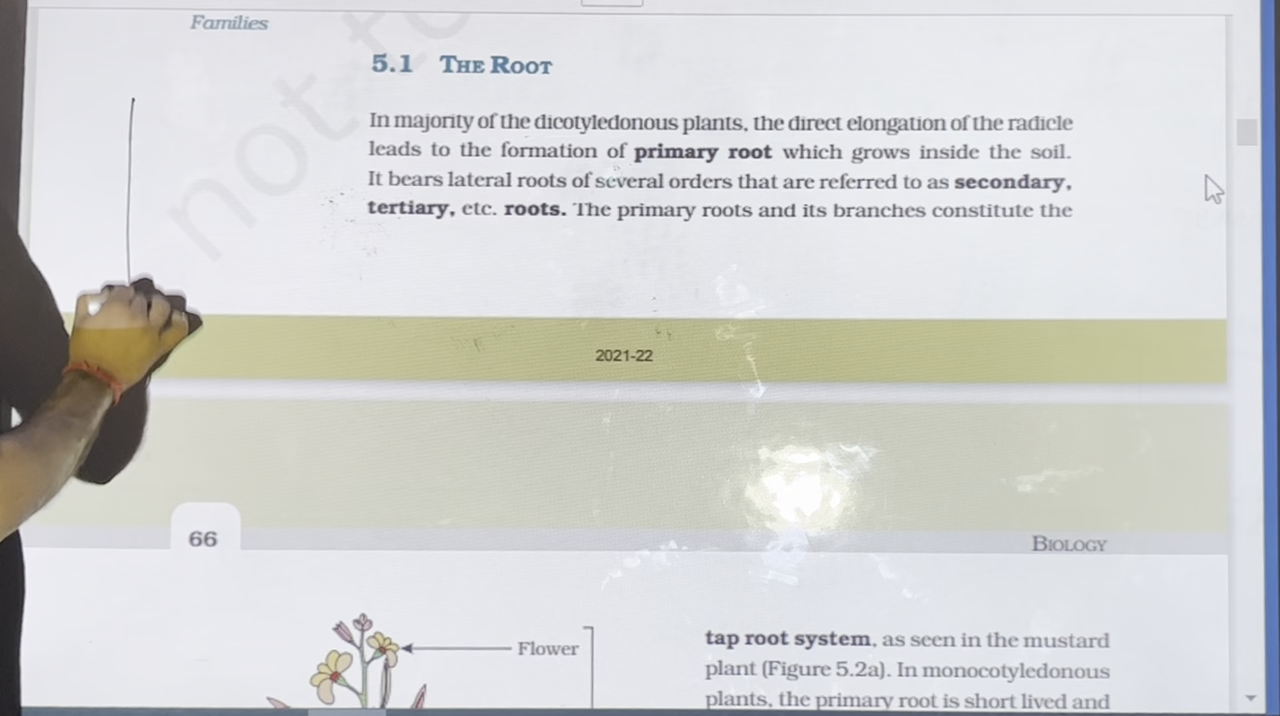 Families
5.1 THE ROOT
In majority of the dicotyledonous plants, the direct elongation of the radicle
leads to the formation of primary root which grows inside the soil.
It bears lateral roots of several orders that are referred to as secondary,
tertiary, etc. roots. The primary roots and its branches constitute the
not to
2021-22
66
BIOLOGY
Flower
tap root system, as seen in the mustard
plant (Figure 5.2a). In monocotyledonous
plants, the primary root is short lived and